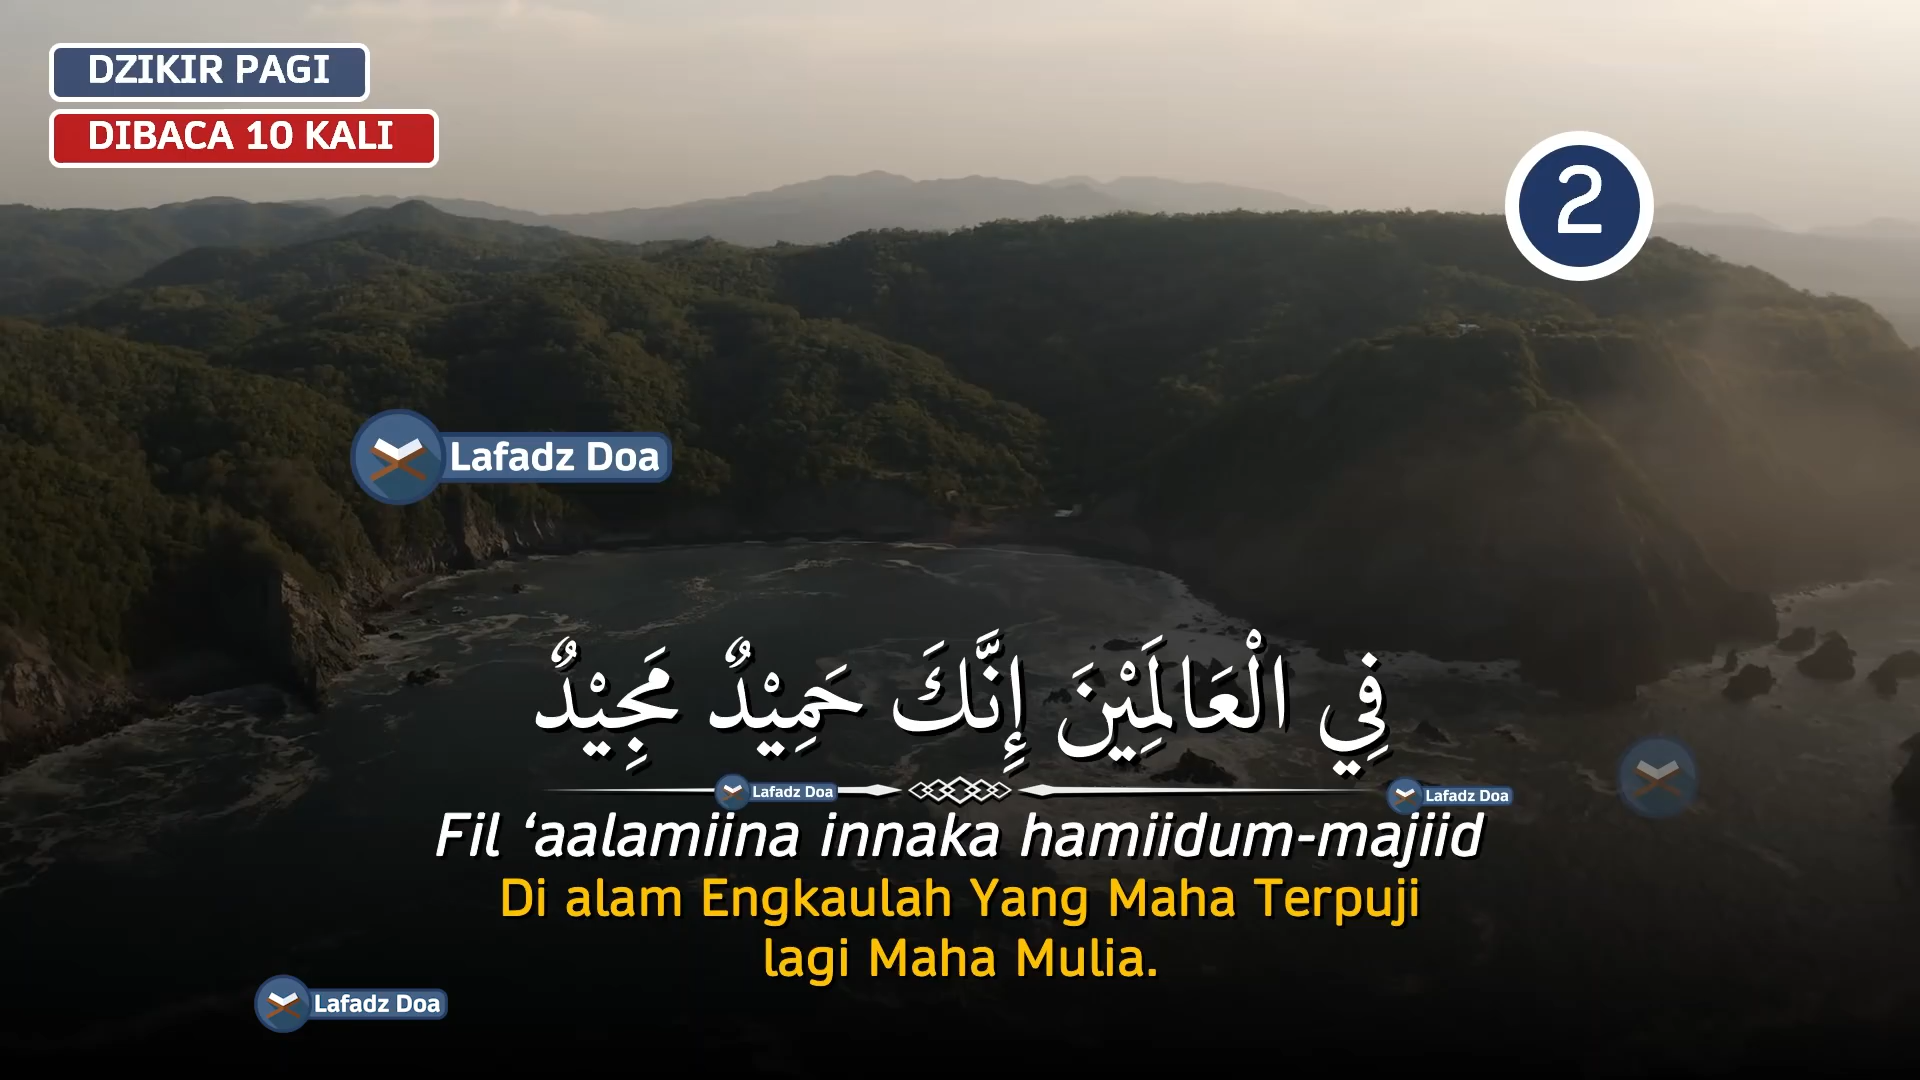 DZIKIR PAGI
DIBACA 10 KALI
2
Lafadz Doa
فِي الْعَالَمِيْنَ إِنَّكَ حَمِيْدٌ مَجِيْدٌ
Lafadz Doa
Lafadz Doa
Fil ‘aalamiina innaka hamiidum-majiid
Di alam Engkaulah Yang Maha Terpuji
lagi Maha Mulia.
Lafadz Doa